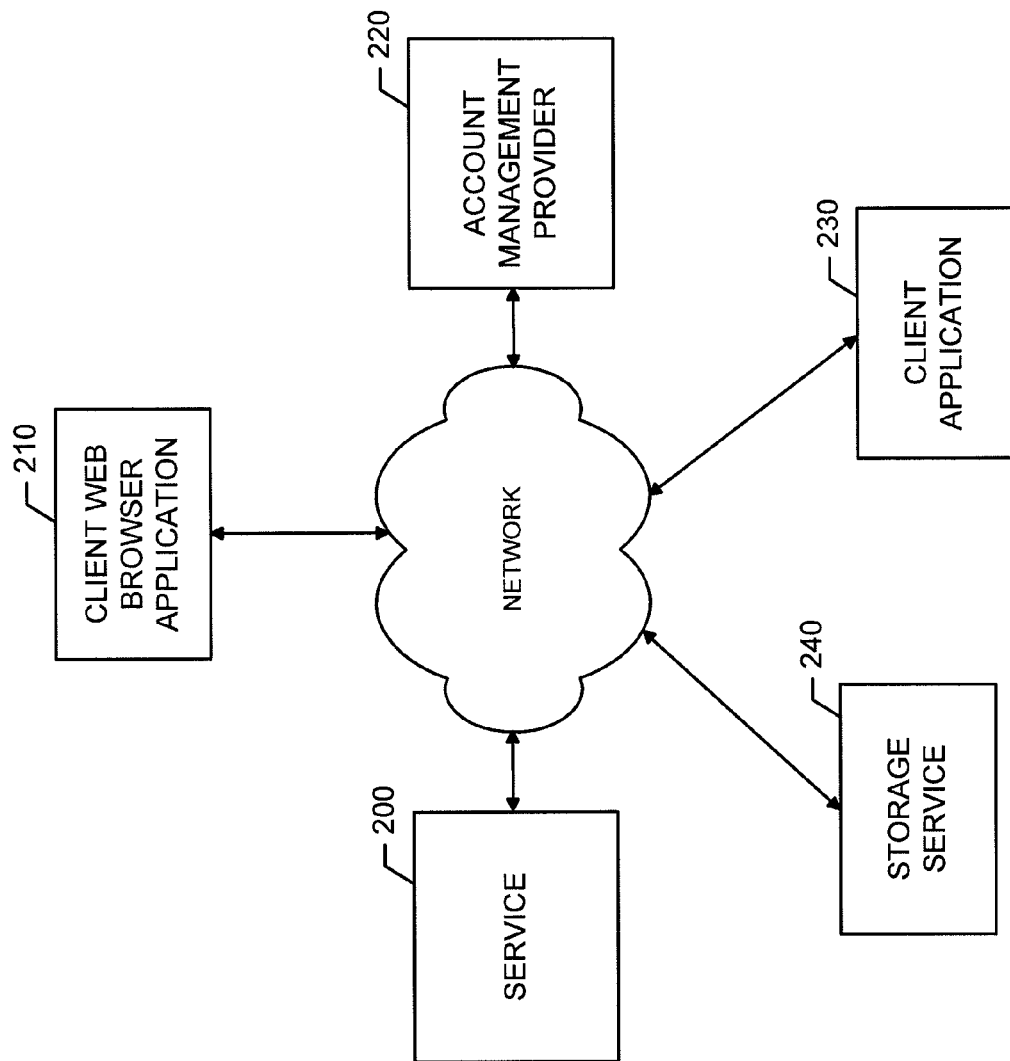 210
CLIENT WEB
BROWSER
APPLICATION
200
SERVICE
NETWORK
220
ACCOUNT
MANAGEMENT
PROVIDER
240
STORAGE
SERVICE
230
CLIENT
APPLICATION